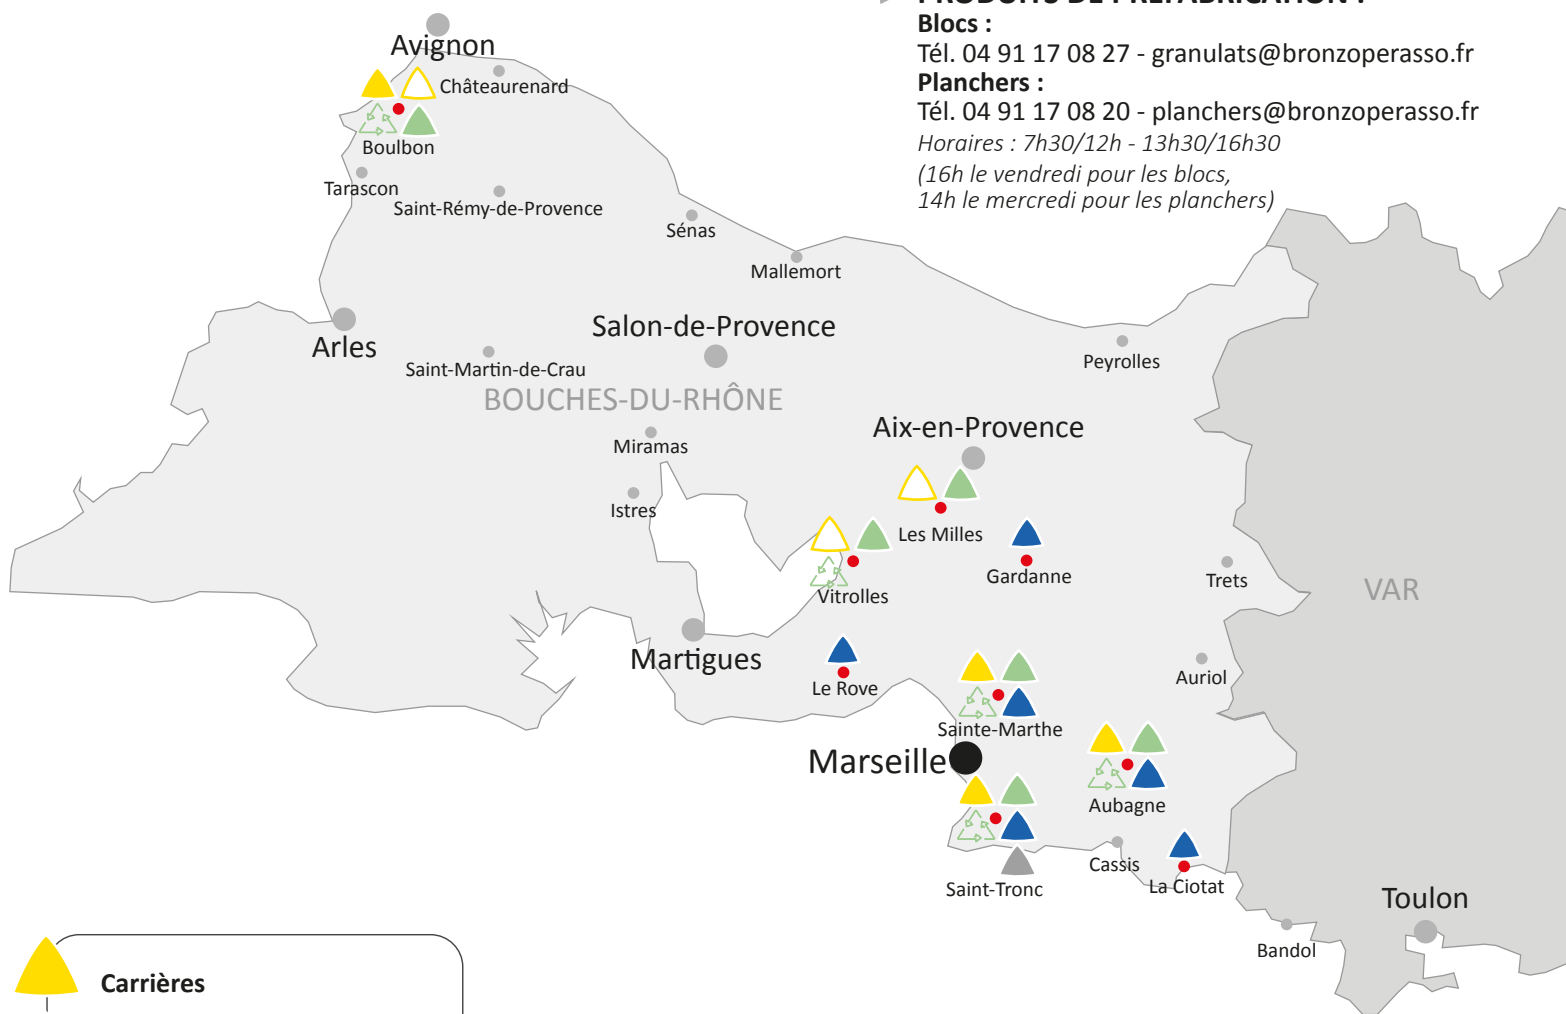 PRODUITS DE PRÉFABRICATION :
Blocs :
Tél. 04 91 17 08 27 - granulats@bronzoperasso.fr
Planchers :
Tél. 04 91 17 08 20 - planchers@bronzoperasso.fr
Horaires : 7h30/12h - 13h30/16h30
(16h le vendredi pour les blocs,
14h le mercredi pour les planchers)
Avignon
Châteaurenard
Boulbon
Tarascon
Saint-Rémy-de-Provence
Sénas
Mallemort
Salon-de-Provence
Arles
Saint-Martin-de-Crau
Peyrolles
BOUCHES-DU-RHÔNE
Aix-en-Provence
Miramas
Istres
Les Milles
Gardanne
Trets
VAR
Vitrolles
Martigues
Le Rove
Auriol
Sainte-Marthe
Marseille
Aubagne
Cassis
La Ciotat
Saint-Tronc
Toulon
Bandol
Carrières